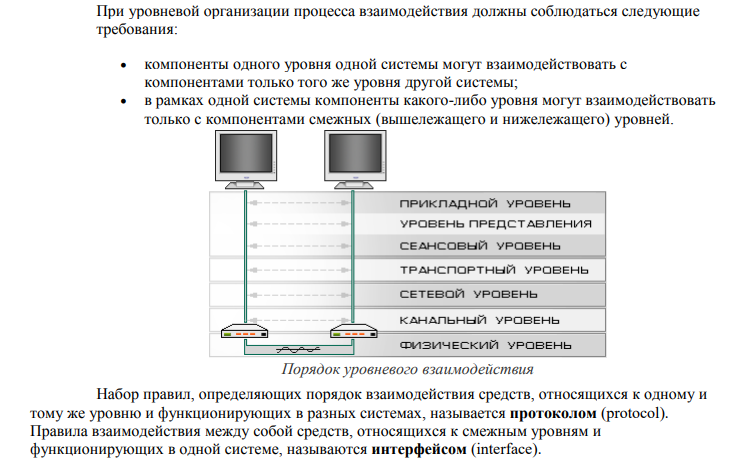 При уровневой организации процесса взаимодействия должны соблюдаться следующие
требования:
• компоненты одного уровня одной системы могут взаимодействовать с
компонентами только того же уровня другой системы;
• в рамках одной системы компоненты какого-либо уровня могут взаимодействовать
только с компонентами смежных (вышележащего и нижележащего) уровней.
ПРИКЛАДНОЙ УРОВЕНЬ
УРОВЕНЬ ПРЕДСТАВЛЕНИЯ
СЕАНСОВЫЙ УРОВЕНЬ
ТРАНСПОРТНЫЙ УРОВЕНЬ
СЕТЕВОЙ УРОВЕНЬ
КАНАЛЬНЫЙ УРОВЕНЬ
ФИЗИЧЕСКИЙ УРОВЕНЬ
Порядок уровневого взаимодействия
Набор правил, определяющих порядок взаимодействия средств, относящихся к одному и
тому же уровню и функционирующих в разных системах, называется протоколом (protocol).
Правила взаимодействия между собой средств, относящихся к смежным уровням и
функционирующих в одной системе, называются интерфейсом (interface).